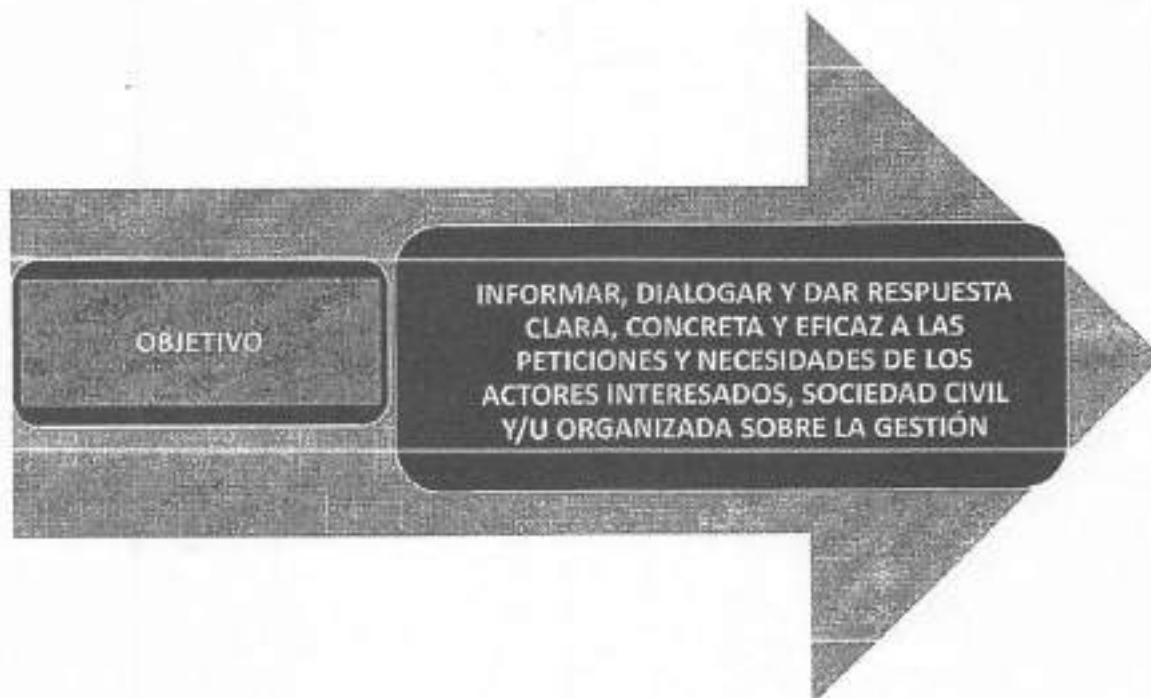 OBJETIVO
INFORMAR, DIALOGAR Y DAR RESPUESTA
CLARA, CONCRETA Y EFICAZ A LAS
PETICIONES Y NECESIDADES DE LOS
ACTORES INTERESADOS, SOCIEDAD CIVIL
Y/U ORGANIZADA SOBRE LA GESTIÓN